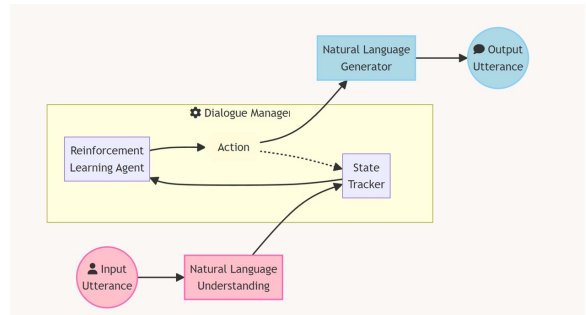 Natural Language
Generator
Output
Utterance
Dialogue Manager
Reinforcement
Learning Agent
Action
State
Tracker
Input
Utterance
Natural Language
Understanding